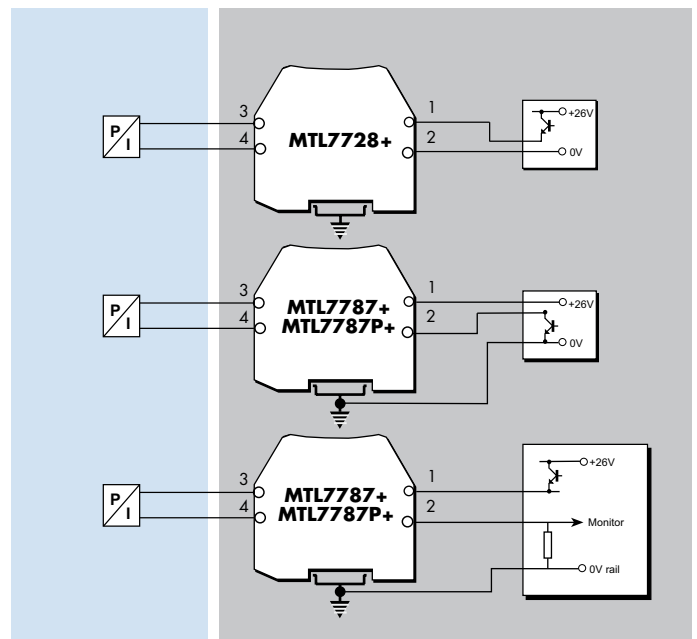 3 1 +26V
P/I MTL7728+
4 2 0V
3 1 +26V
P/I MTL7787+
4 MTL7787P+ 2 0V
3 1 +26V
P/I MTL7787+
4 MTL7787P+ 2 Monitor
0V rail